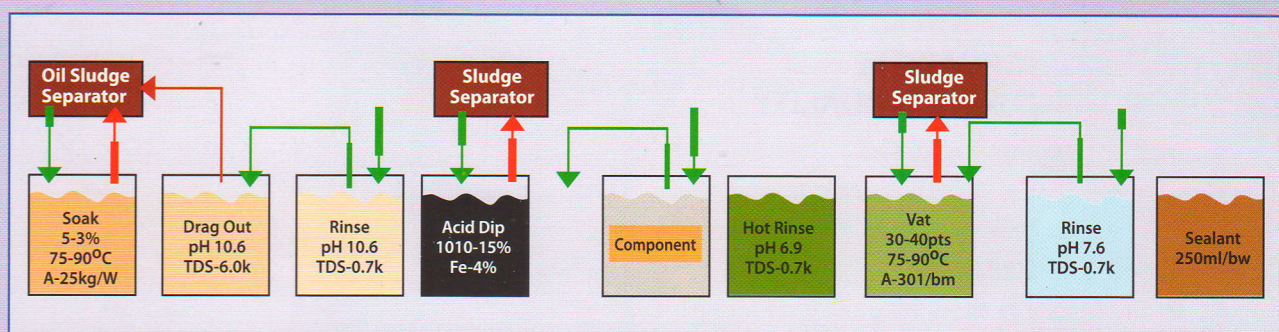 Oil Sludge
Separator
Sludge
Separator
Sludge
Separator
Soak
5-3%
75-90⁰C
A-25kg/W
Drag Out
pH 10.6
TDS-6.0k
Rinse
pH 10.6
TDS-0.7k
Acid Dip
1010-15%
Fe-4%
Component
Hot Rinse
pH 6.9
TDS-0.7k
Vat
30-40pts
75-90⁰C
A-301/bm
Rinse
pH 7.6
TDS-0.7k
Sealant
250ml/bw